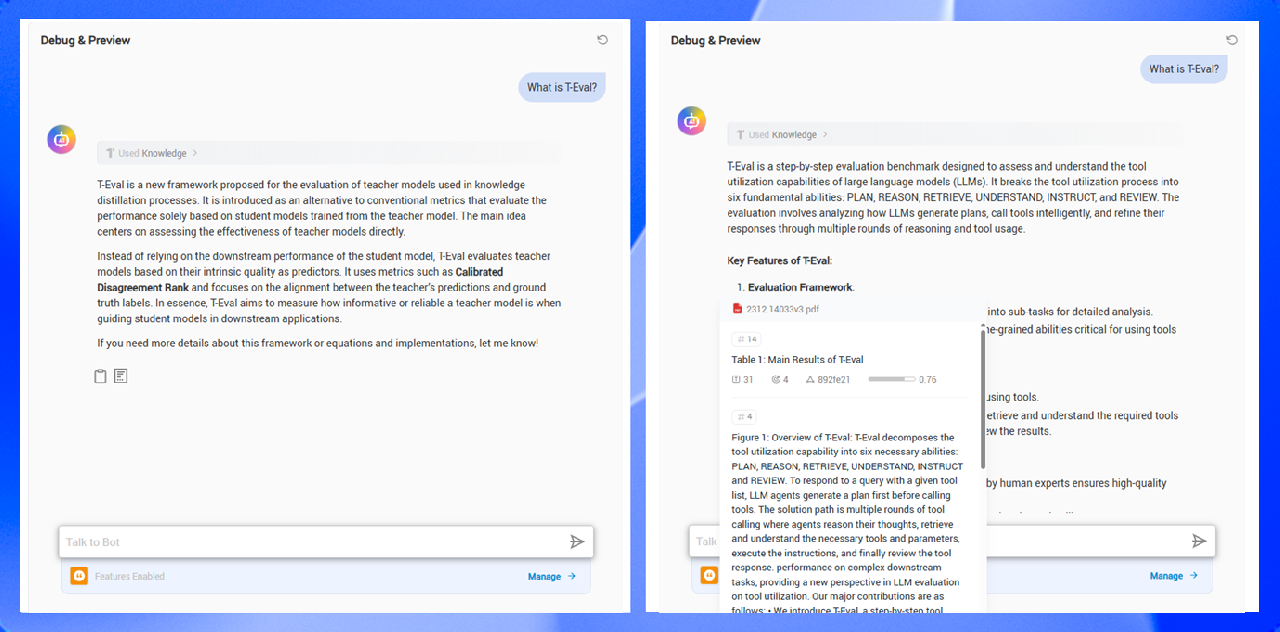 Debug & Preview
What is T-Eval?
Used Knowledge >
T-Eval is a new framework proposed for the evaluation of teacher models used in knowledge
distillation processes. It is introduced as an alternative to conventional metrics that evaluate the
performance solely based on student models trained from the teacher model. The main idea
centers on assessing the effectiveness of teacher models directly.
Instead of relying on the downstream performance of the student model, T-Eval evaluates teacher
models based on their intrinsic quality as predictors. It uses metrics such as Calibrated
Disagreement Rank and focuses on the alignment between the teacher's predictions and ground
truth labels. In essence, T-Eval aims to measure how informative or reliable a teacher model is when
guiding student models in downstream applications.
If you need more details about this framework or equations and implementations, let me know!
Talk to Bot
Features Enabled
Manage →
Debug & Preview
What is T-Eval?
Used Knowledge >
T-Eval is a step-by-step evaluation benchmark designed to assess and understand the tool
utilization capabilities of large language models (LLMs). It breaks the tool utilization process into
six fundamental abilities: PLAN, REASON, RETRIEVE, UNDERSTAND, INSTRUCT, and REVIEW. The
evaluation involves analyzing how LLMs generate plans, call tools intelligently, and refine their
responses through multiple rounds of reasoning and tool usage.
Key Features of T-Eval:
1. Evaluation Framework:
into sub-tasks for detailed analysis.
ne-grained abilities critical for using tools
using tools.
etrieve and understand the required tools
ew the results.
by human experts ensures high-quality
2312.14033v3.pdf
# 14
Table 1: Main Results of T-Eval
31 4 892fe21 0.76
# 4
Figure 1: Overview of T-Eval: T-Eval decomposes the
tool utilization capability into six necessary abilities:
PLAN, REASON, RETRIEVE, UNDERSTAND, INSTRUCT
and REVIEW. To respond to a query with a given tool
list, LLM agents generate a plan first before calling
tools. The solution path is multiple rounds of tool
calling where agents reason their thoughts, retrieve
and understand the necessary tools and parameters,
execute the instructions, and finally review the tool
response. performance on complex downstream
tasks, providing a new perspective in LLM evaluation
on tool utilization. Our major contributions are as
follows: • We introduce T-Eval, a step-by-step tool
Talk
Manage →